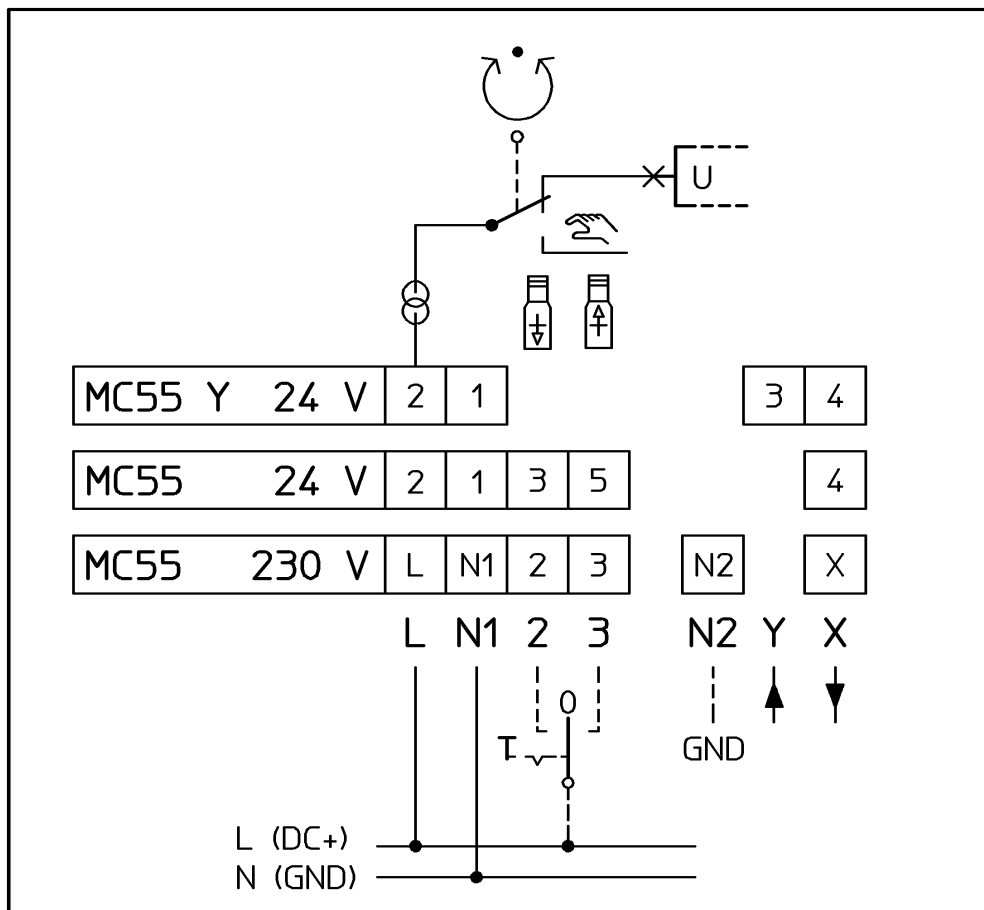 U
MC55 Y 24 V 2 1 3 4
MC55 24 V 2 1 3 5 4
MC55 230 V L N1 2 3 N2 X
L N1 2 3 N2 Y X
0
GND
L (DC+)
N (GND)